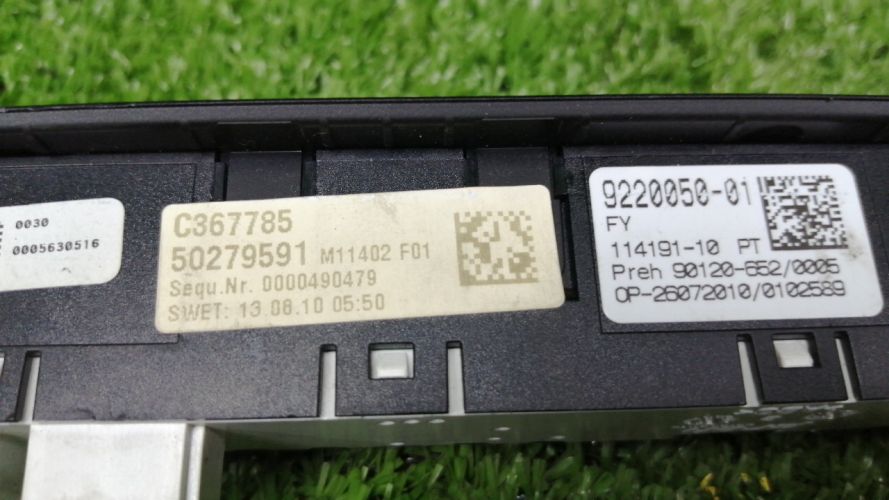 0030
0005630516
C367785
50279591 M11402 F01
Sequ.Nr. 0000490479
SWET: 13.08.10 05:50
9220050-01
FY
114191-10 PT
Preh 90120-652/0005
OP-26072010/0102589